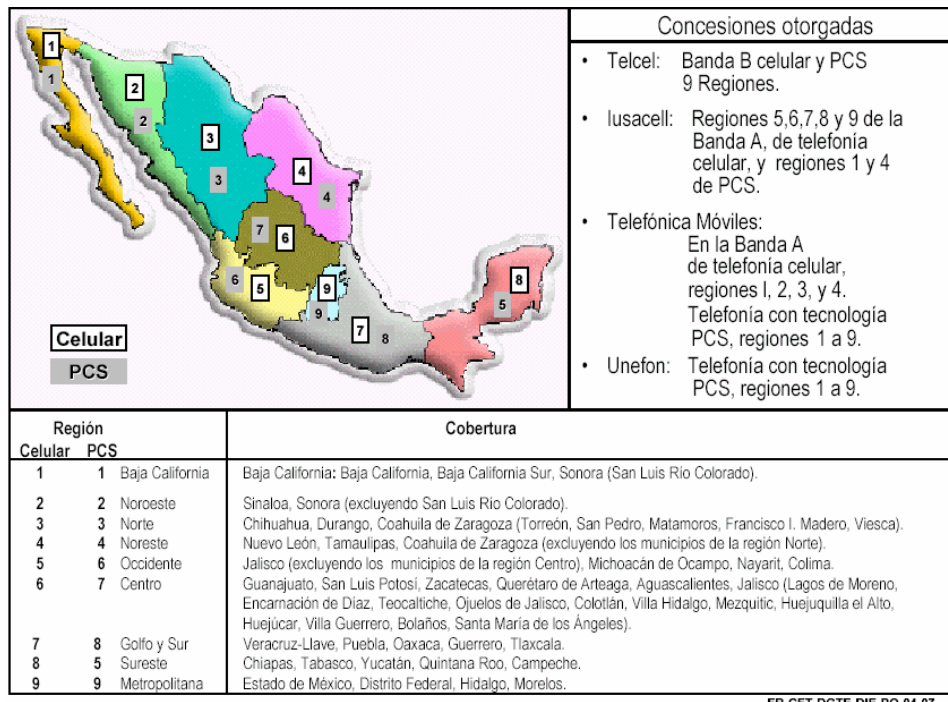 1
1
2
2
3
3
4
4
7
6
6
5
9
9
7
8
8
5
Celular
PCS
Concesiones otorgadas
• Telcel: Banda B celular y PCS
9 Regiones.
• Iusacell: Regiones 5,6,7,8 y 9 de la
Banda A, de telefonía
celular, y regiones 1 y 4
de PCS.
• Telefónica Móviles:
En la Banda A
de telefonía celular,
regiones I, 2, 3, y 4.
Telefonía con tecnología
PCS, regiones 1 a 9.
• Unefon: Telefonía con tecnología
PCS, regiones 1 a 9.
Región Cobertura
Celular PCS
1 1 Baja California Baja California: Baja California, Baja California Sur, Sonora (San Luis Río Colorado).
2 2 Noroeste Sinaloa, Sonora (excluyendo San Luis Río Colorado).
3 3 Norte Chihuahua, Durango, Coahuila de Zaragoza (Torreón, San Pedro, Matamoros, Francisco I. Madero, Viesca).
4 4 Noreste Nuevo León, Tamaulipas, Coahuila de Zaragoza (excluyendo los municipios de la región Norte).
5 6 Occidente Jalisco (excluyendo los municipios de la región Centro), Michoacán de Ocampo, Nayarit, Colima.
6 7 Centro Guanajuato, San Luis Potosí, Zacatecas, Querétaro de Arteaga, Aguascalientes, Jalisco (Lagos de Moreno,
Encarnación de Díaz, Teocaltiche, Ojuelos de Jalisco, Colotlán, Villa Hidalgo, Mezquitic, Huejuquilla el Alto,
Huejúcar, Villa Guerrero, Bolaños, Santa María de los Ángeles).
7 8 Golfo y Sur Veracruz-Llave, Puebla, Oaxaca, Guerrero, Tlaxcala.
8 5 Sureste Chiapas, Tabasco, Yucatán, Quintana Roo, Campeche.
9 9 Metropolitana Estado de México, Distrito Federal, Hidalgo, Morelos.